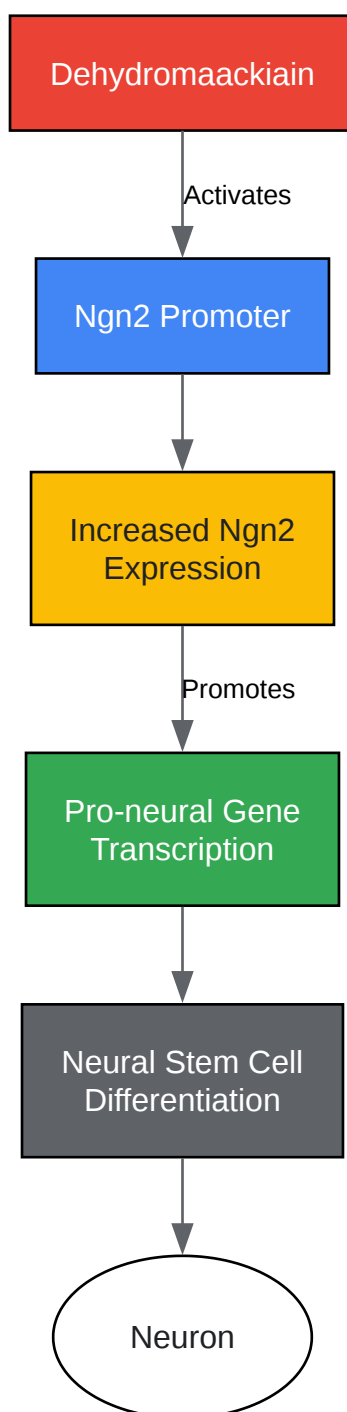 Dehydromaackiain
Activates
Ngn2 Promoter
Increased Ngn2
Expression
Promotes
Pro-neural Gene
Transcription
Neural Stem Cell
Differentiation
Neuron